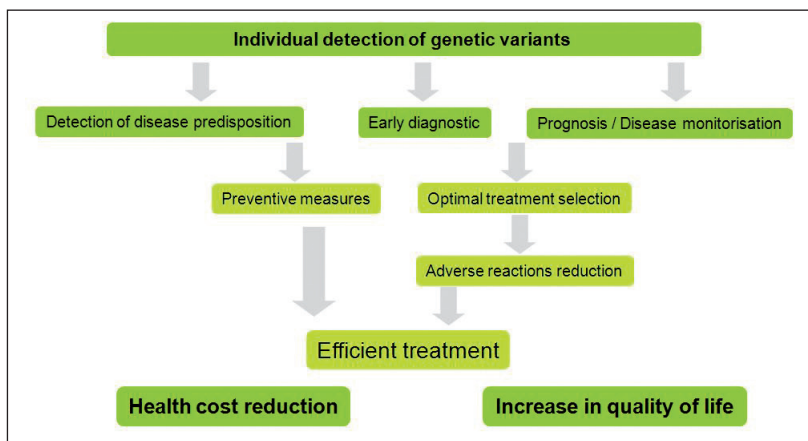 Individual detection of genetic variants
Detection of disease predisposition
Early diagnostic
Prognosis / Disease monitorisation
Preventive measures
Optimal treatment selection
Adverse reactions reduction
Efficient treatment
Health cost reduction
Increase in quality of life